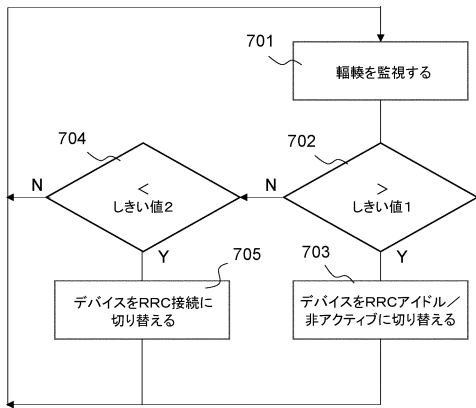 701
輻輳を監視する
704
702
N
<
しきい値2
N
>
しきい値1
Y
705
703
Y
デバイスをRRC接続に
切り替える
デバイスをRRCアイドル／
非アクティブに切り替える